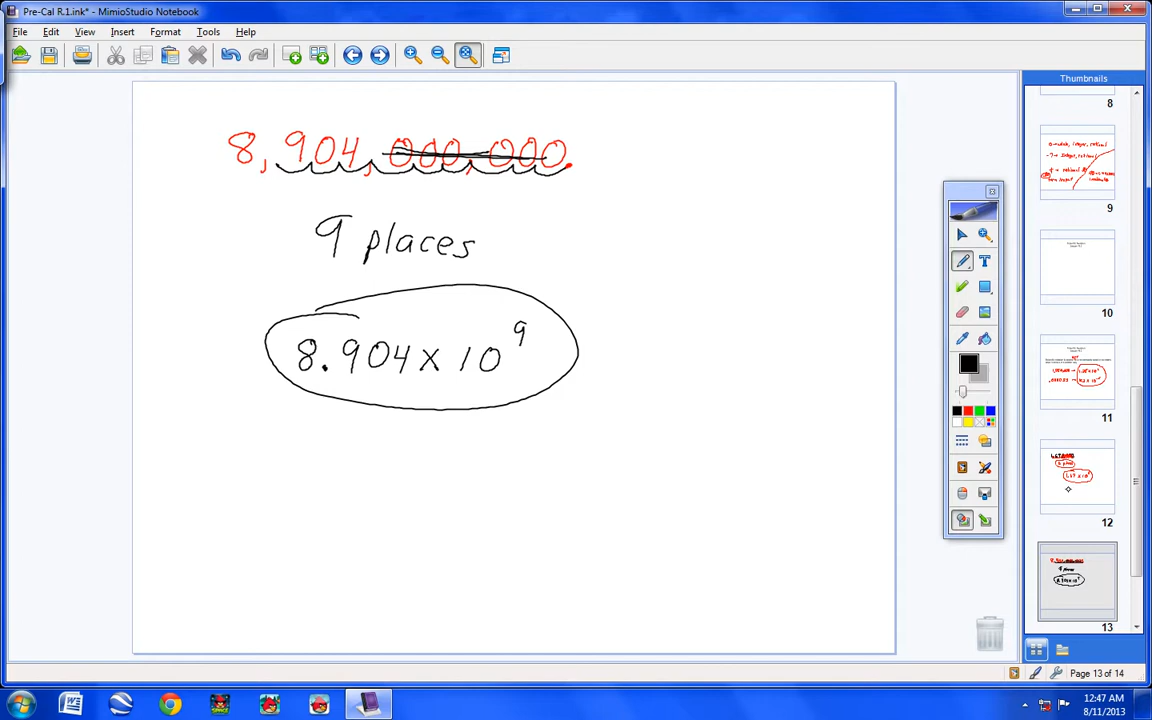 Pre-Cal R.1.ink* - MimioStudio Notebook
File Edit View Insert Format Tools Help
Thumbnails
8,904,000,000.
9 places
8.904 x 10^9
8
9
10
11
12
13
Page 13 of 14
12:47 AM
8/11/2013